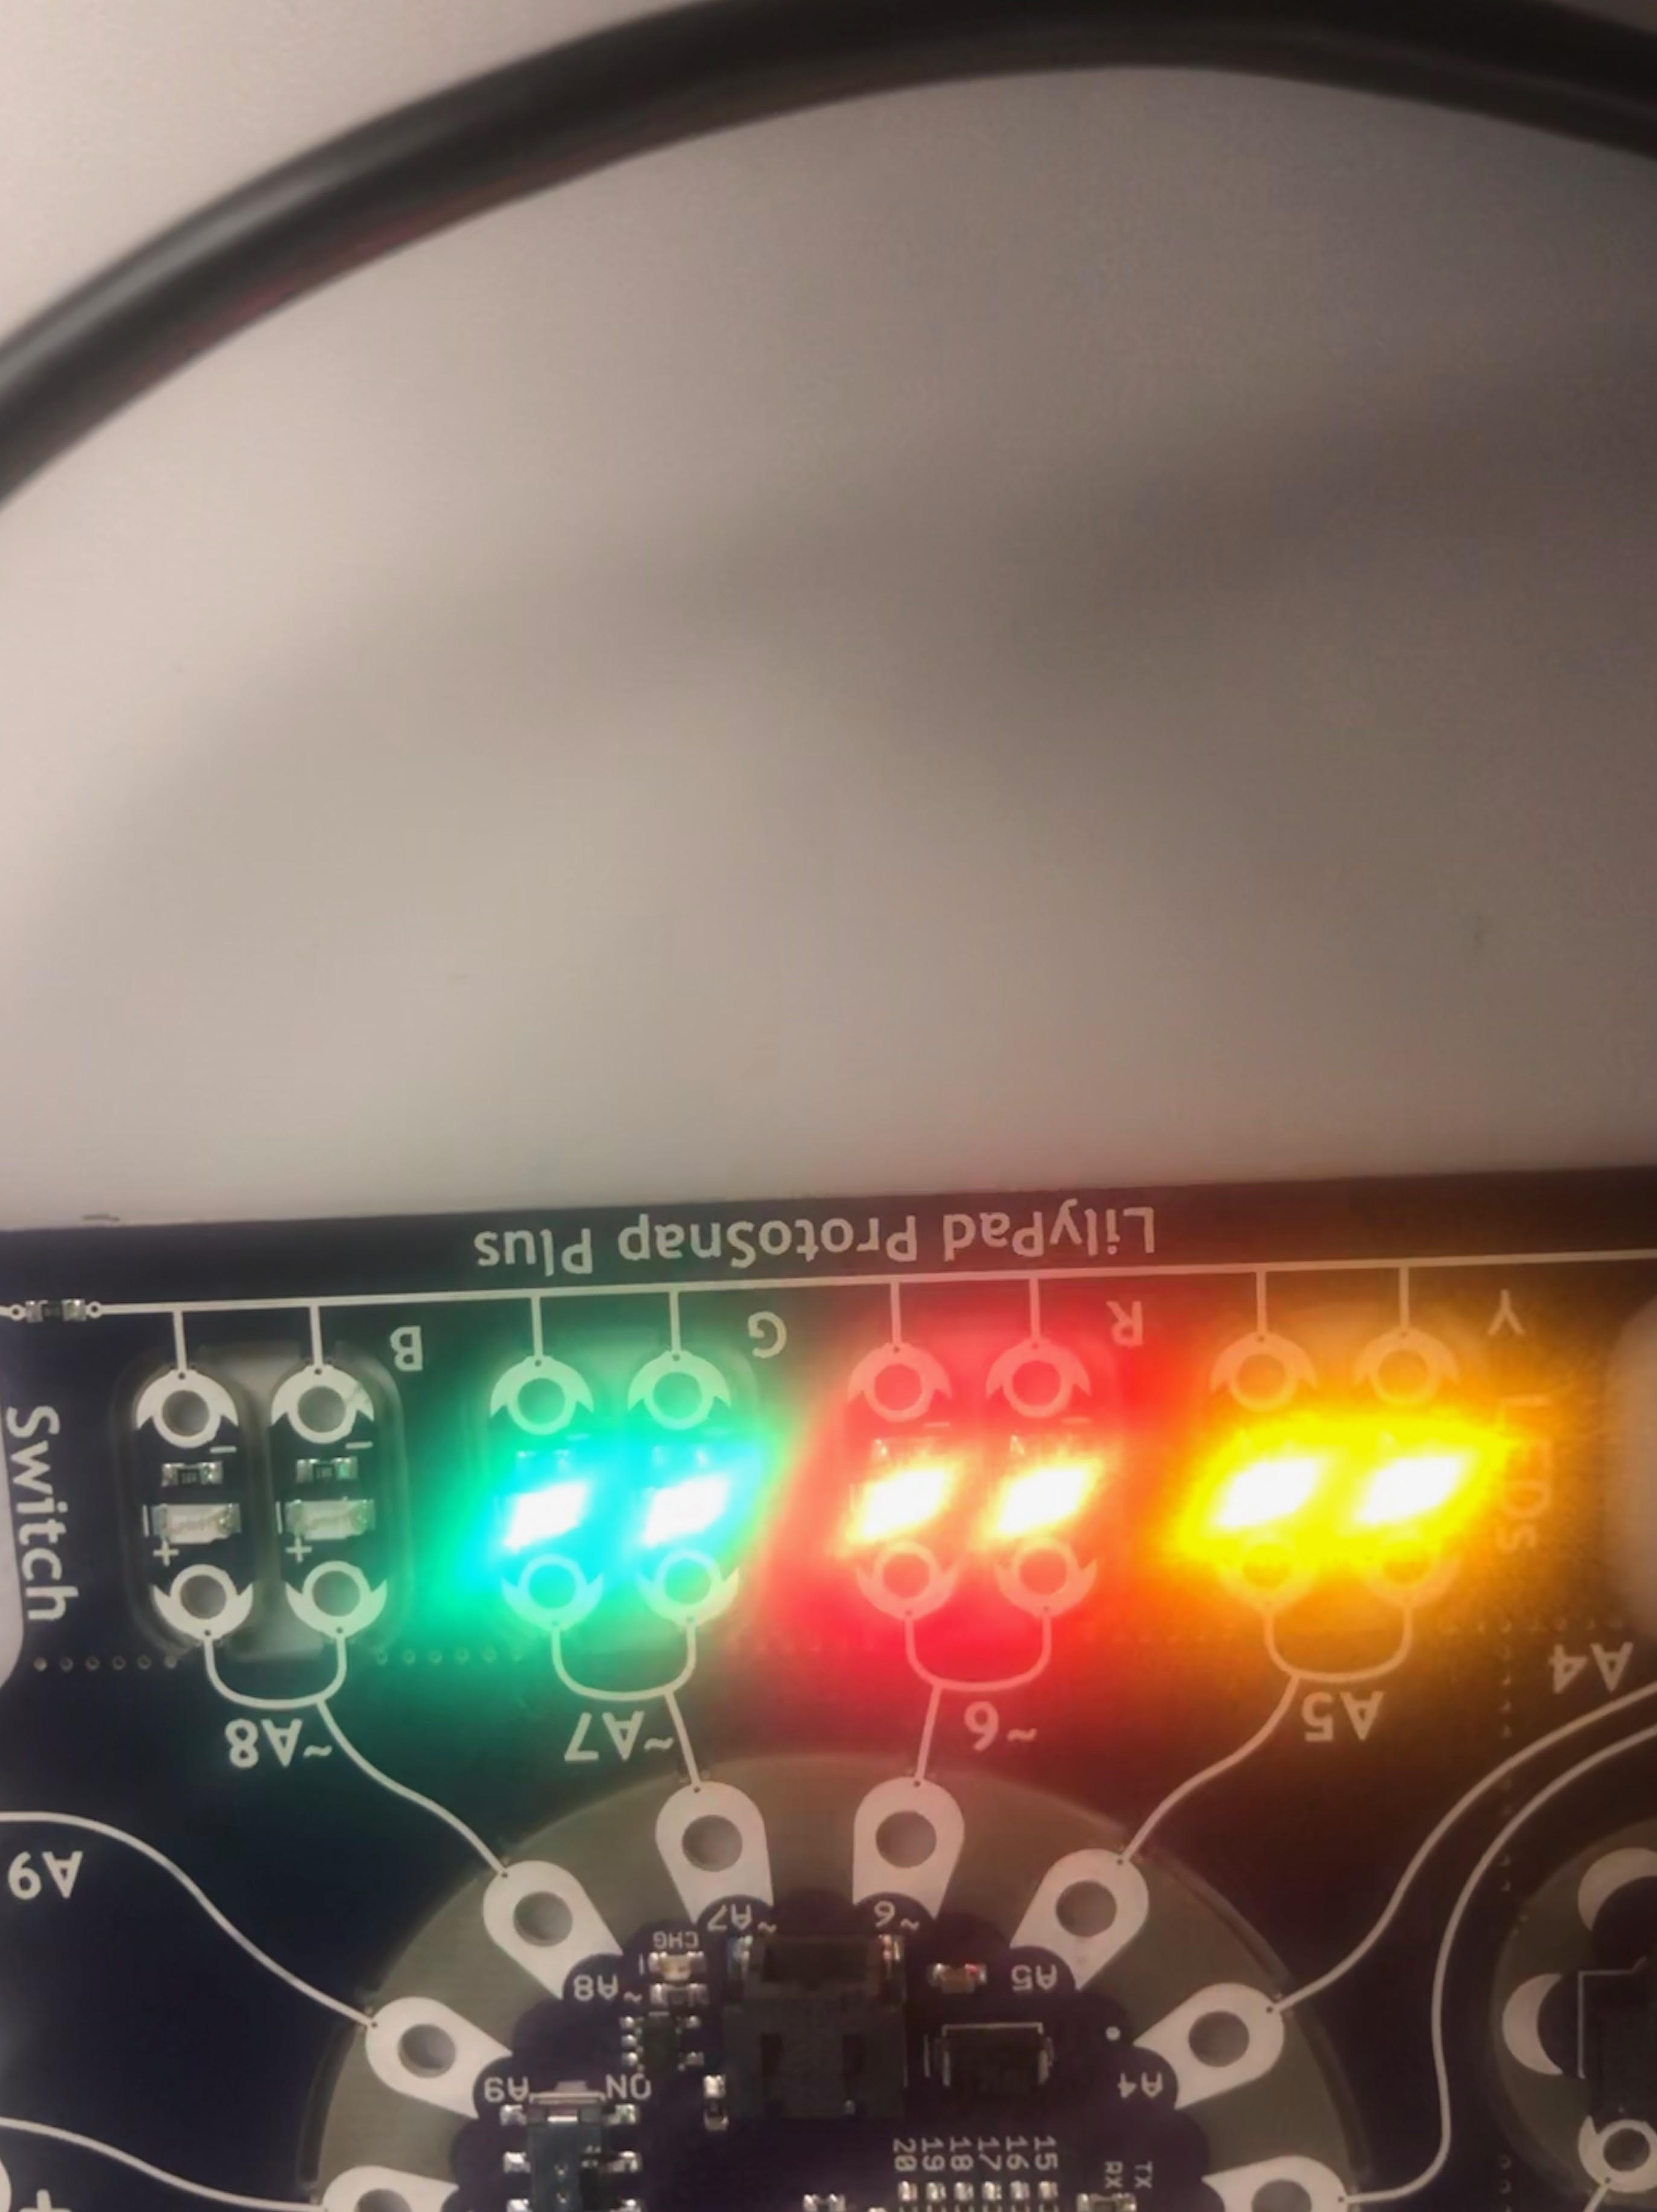 LilyPad ProtoSnap Plus
Y
R
G
B
LEDs
Switch
A4
A5
~6
~A7
~A8
A9
~6
~A7
A5
~A8
CHG
A4
A9
ON
15
16
17
18
19
20
TX
RX